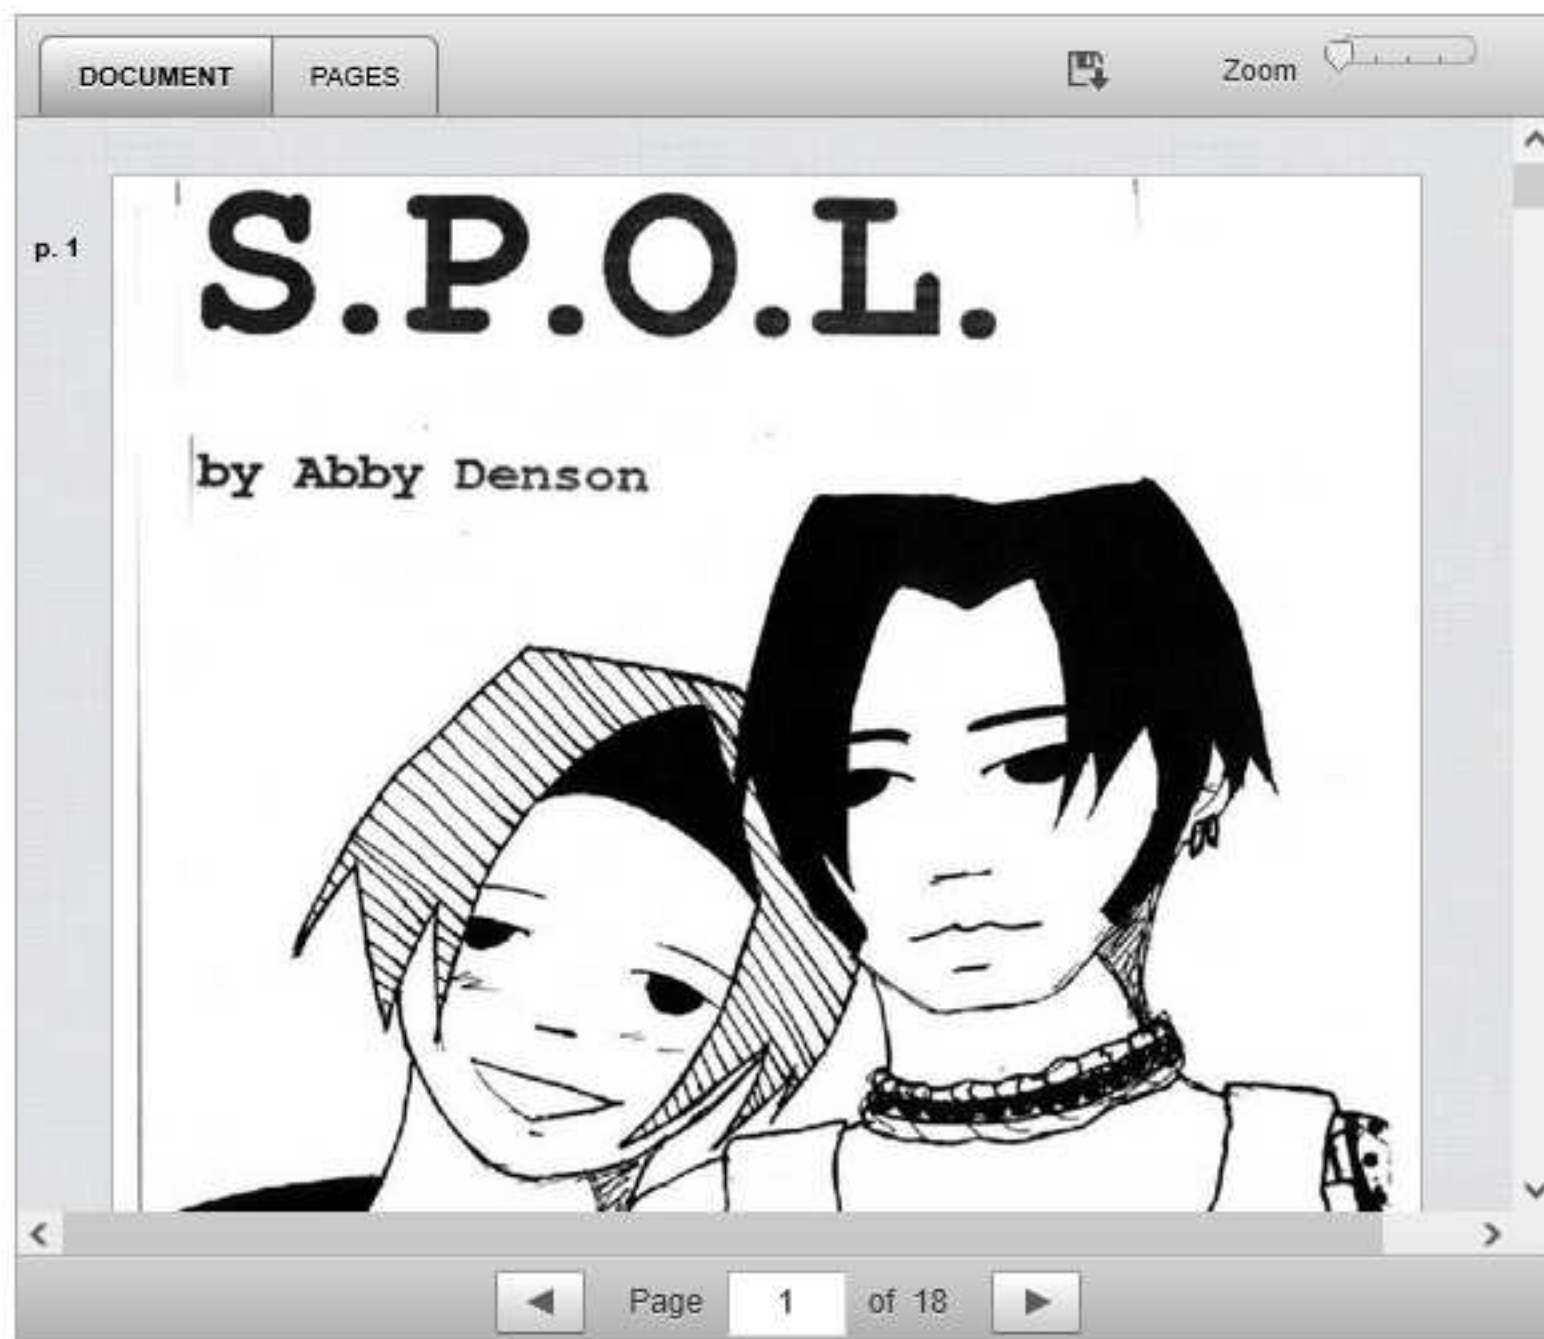 DOCUMENT PAGES Zoom
p. 1
S.P.O.L.
by Abby Denson
Page 1 of 18